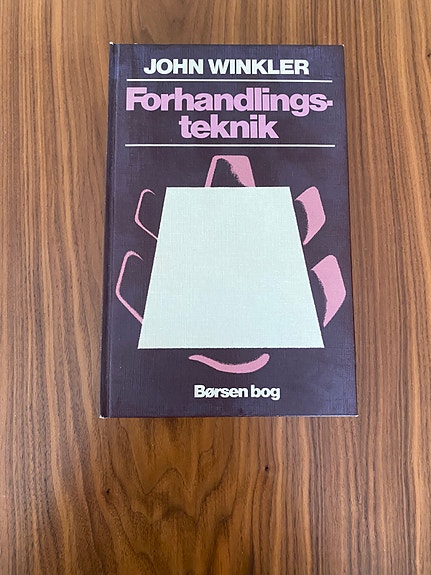 JOHN WINKLER
Forhandlings-
teknik
Børsen bog